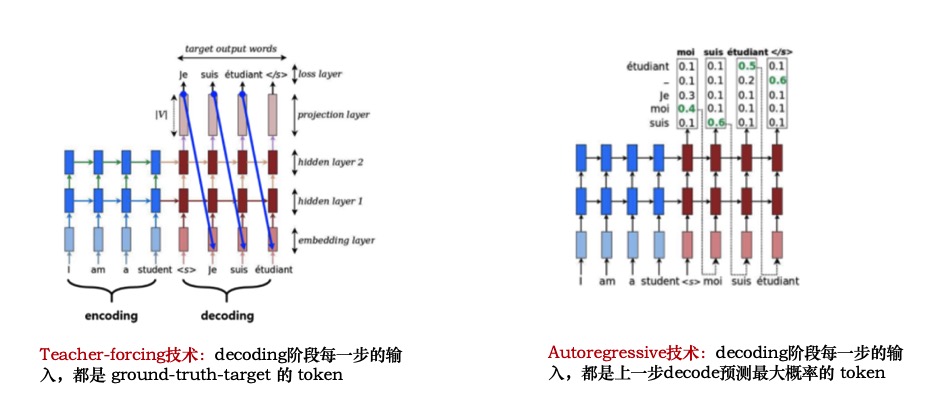 target output words
Je suis étudiant </s> loss layer
|V| projection layer
hidden layer 2
hidden layer 1
embedding layer
I am a student <s> Je suis étudiant
encoding decoding
Teacher-forcing技术：decoding阶段每一步的输
入，都是 ground-truth-target 的 token
moi suis étudiant </s>
étudiant 0.1 0.1 0.5 0.1
– 0.1 0.1 0.2 0.6
Je 0.3 0.1 0.1 0.1
moi 0.4 0.1 0.1 0.1
suis 0.1 0.6 0.1 0.1
I am a student <s> moi suis étudiant
Autoregressive技术：decoding阶段每一步的输
入，都是上一步decode预测最大概率的 token